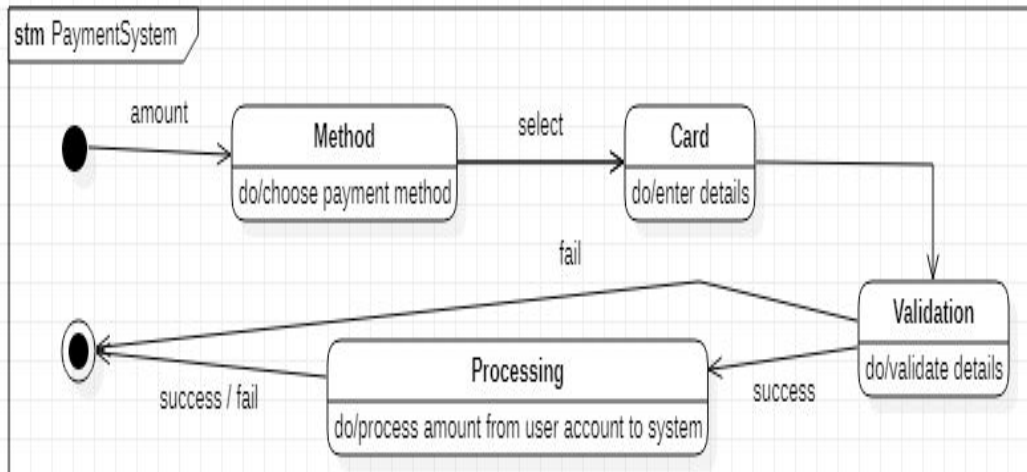 stm PaymentSystem
amount
Method
do/choose payment method
select
Card
do/enter details
fail
Validation
do/validate details
Processing
do/process amount from user account to system
success
success / fail